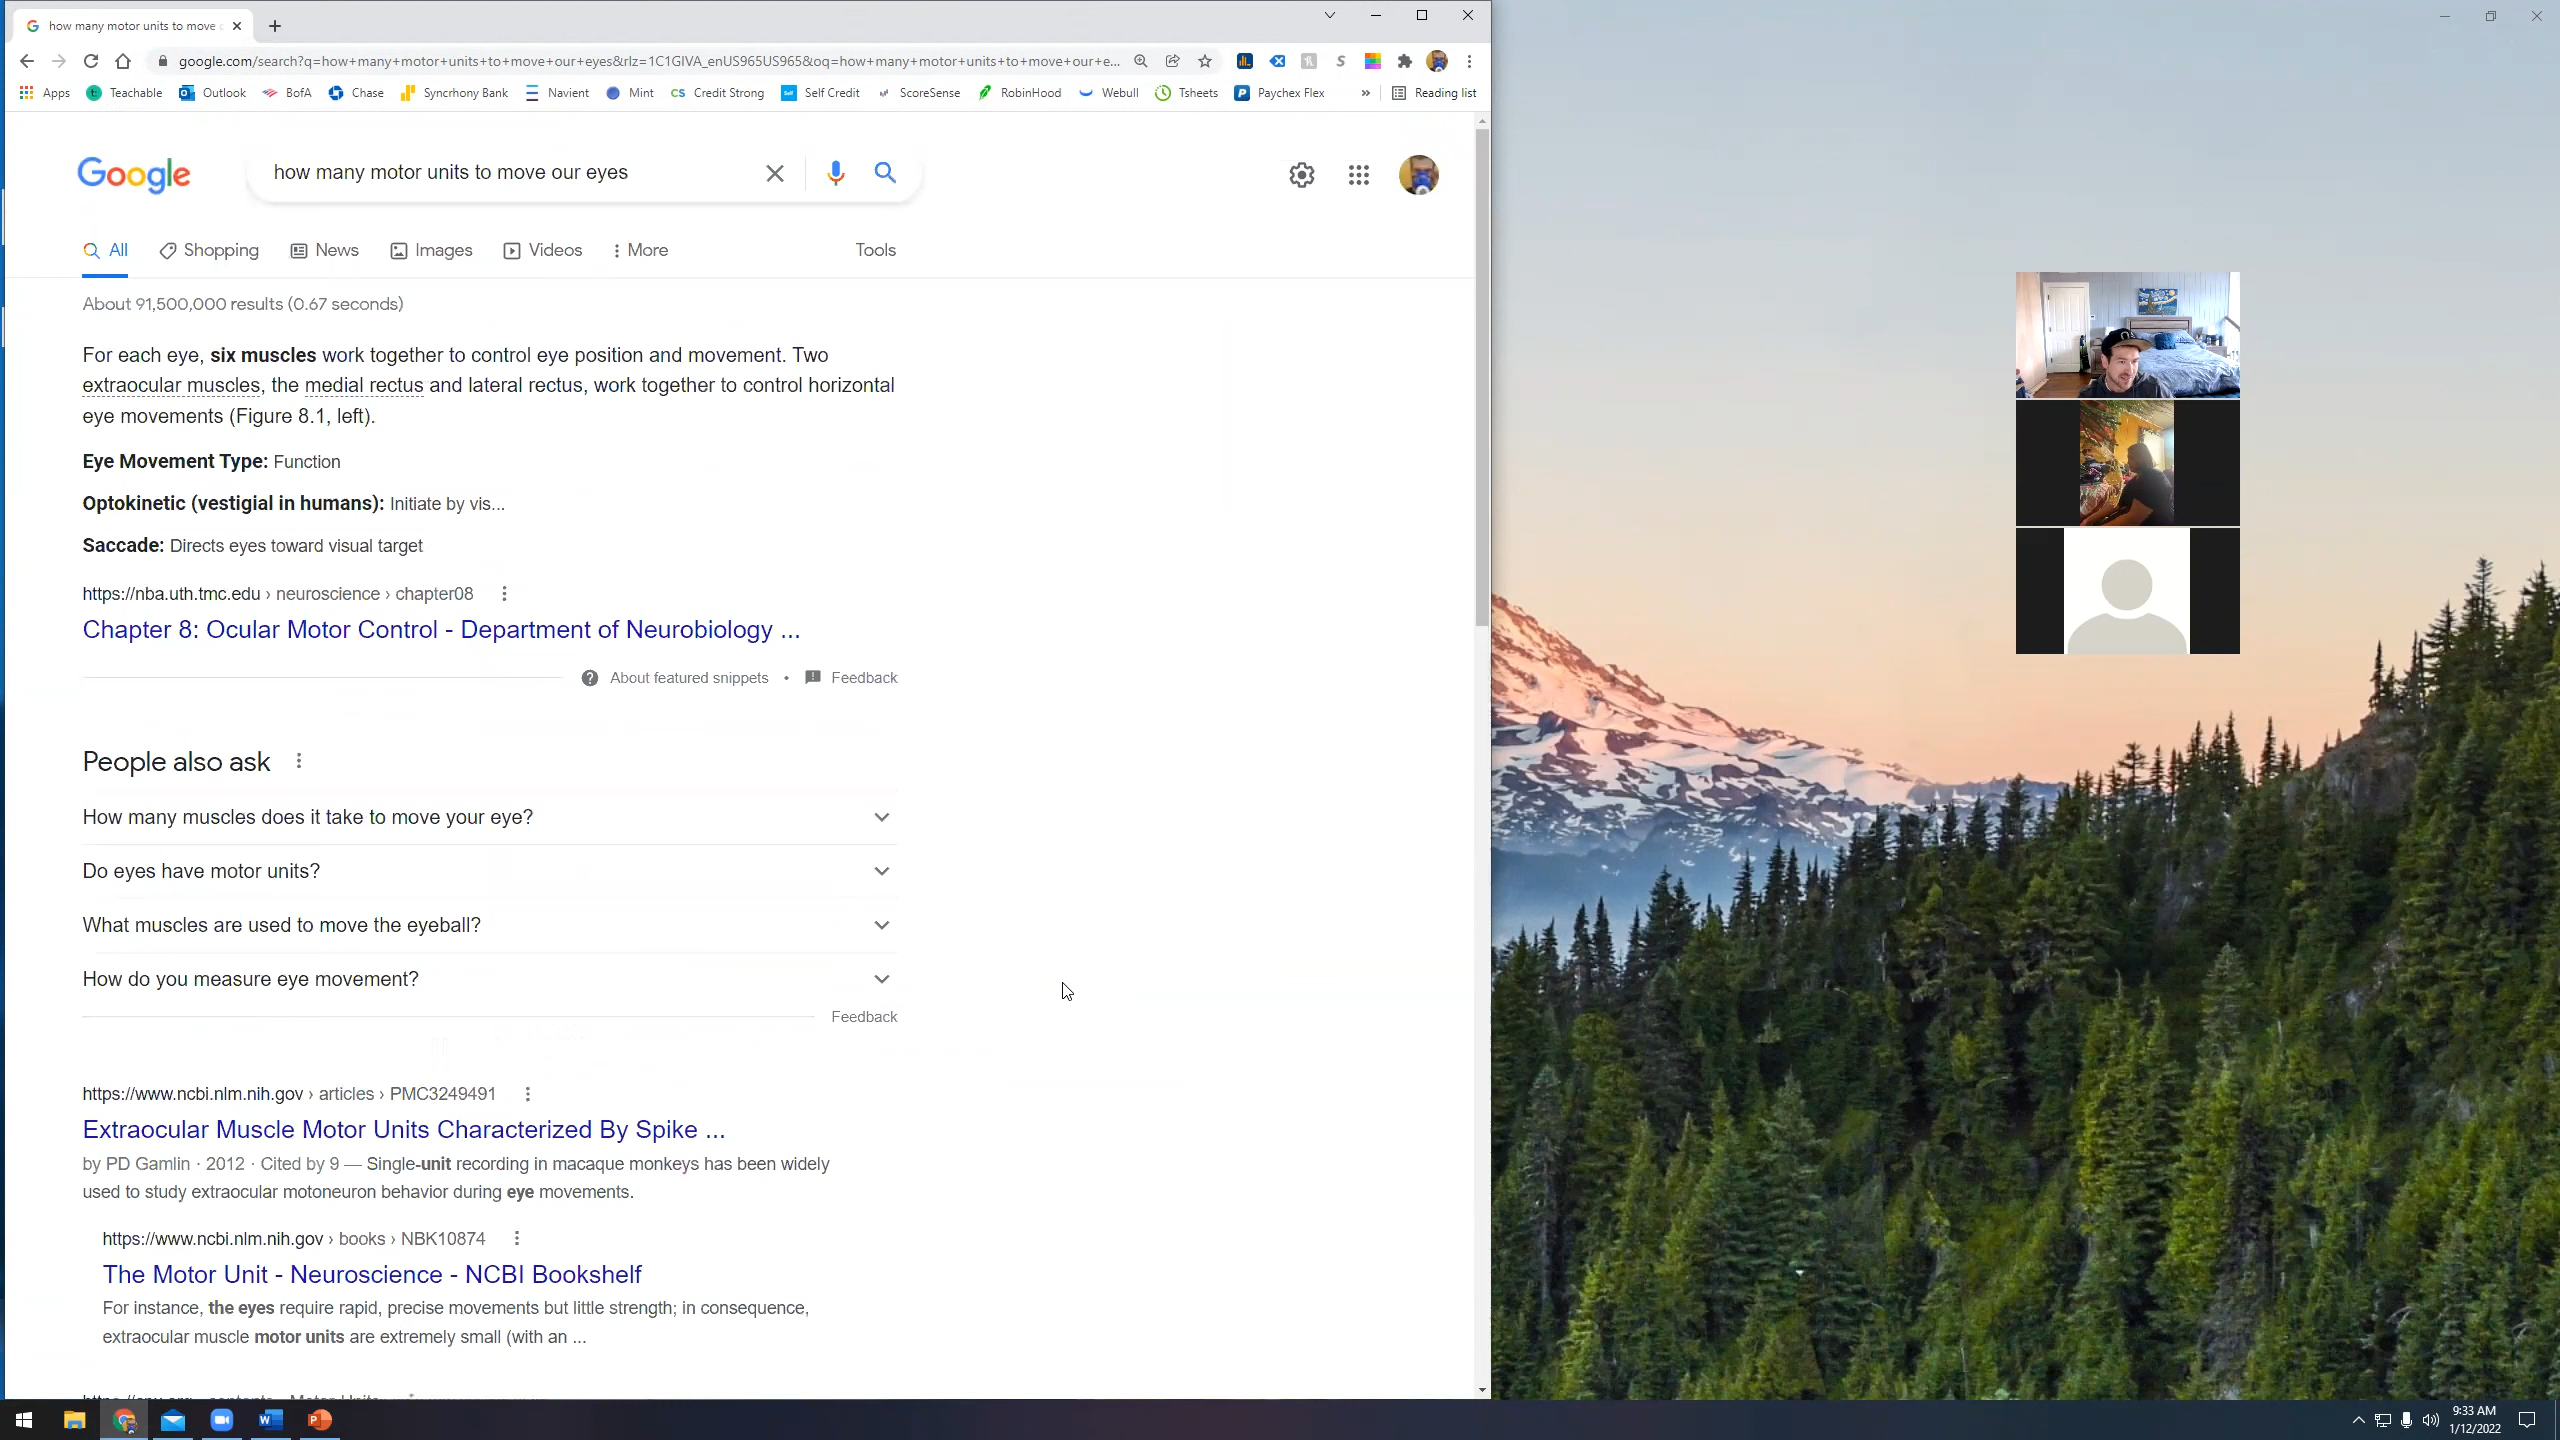 how many motor units to move
google.com/search?q=how+many+motor+units+to+move+our+eyes&rlz=1C1GIVA_enUS965US965&oq=how+many+motor+units+to+move+our+e...
Apps Teachable Outlook BofA Chase Syncrhony Bank Navient Mint CS Credit Strong Self Credit ScoreSense RobinHood Webull Tsheets Paychex Flex » Reading list
Google how many motor units to move our eyes
All Shopping News Images Videos More Tools
About 91,500,000 results (0.67 seconds)
For each eye, six muscles work together to control eye position and movement. Two
extraocular muscles, the medial rectus and lateral rectus, work together to control horizontal
eye movements (Figure 8.1, left).
Eye Movement Type: Function
Optokinetic (vestigial in humans): Initiate by vis...
Saccade: Directs eyes toward visual target
https://nba.uth.tmc.edu › neuroscience › chapter08
Chapter 8: Ocular Motor Control - Department of Neurobiology ...
About featured snippets • Feedback
People also ask
How many muscles does it take to move your eye?
Do eyes have motor units?
What muscles are used to move the eyeball?
How do you measure eye movement?
Feedback
https://www.ncbi.nlm.nih.gov › articles › PMC3249491
Extraocular Muscle Motor Units Characterized By Spike ...
by PD Gamlin · 2012 · Cited by 9 — Single-unit recording in macaque monkeys has been widely
used to study extraocular motoneuron behavior during eye movements.
https://www.ncbi.nlm.nih.gov › books › NBK10874
The Motor Unit - Neuroscience - NCBI Bookshelf
For instance, the eyes require rapid, precise movements but little strength; in consequence,
extraocular muscle motor units are extremely small (with an ...
9:33 AM
1/12/2022